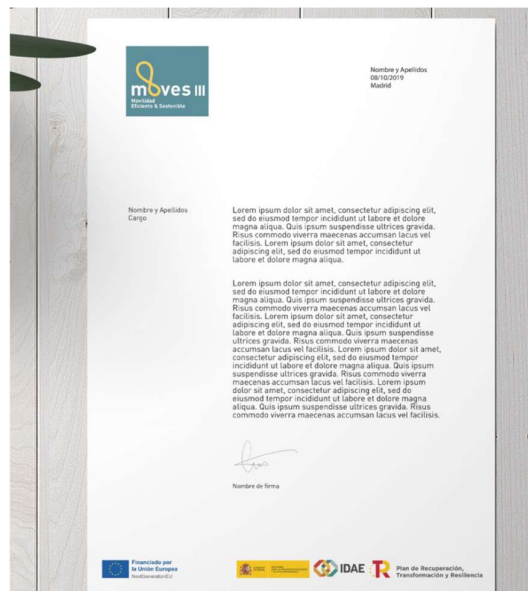 moves III
Movilidad
Eficiente & Sostenible
Nombre y Apellidos
08/10/2019
Madrid
Nombre y Apellidos
Cargo
Lorem ipsum dolor sit amet, consectetur adipiscing elit,
sed do eiusmod tempor incididunt ut labore et dolore
magna aliqua. Quis ipsum suspendisse ultrices gravida.
Risus commodo viverra maecenas accumsan lacus vel
facilisis. Lorem ipsum dolor sit amet, consectetur
adipiscing elit, sed do eiusmod tempor incididunt ut
labore et dolore magna aliqua.
Lorem ipsum dolor sit amet, consectetur adipiscing elit,
sed do eiusmod tempor incididunt ut labore et dolore
magna aliqua. Quis ipsum suspendisse ultrices gravida.
Risus commodo viverra maecenas accumsan lacus vel
facilisis. Lorem ipsum dolor sit amet, consectetur
adipiscing elit, sed do eiusmod tempor incididunt ut
labore et dolore magna aliqua. Quis ipsum suspendisse
ultrices gravida. Risus commodo viverra maecenas
accumsan lacus vel facilisis. Lorem ipsum dolor sit amet,
consectetur adipiscing elit, sed do eiusmod tempor
incididunt ut labore et dolore magna aliqua. Quis ipsum
suspendisse ultrices gravida. Risus commodo viverra
maecenas accumsan lacus vel facilisis. Lorem ipsum
dolor sit amet, consectetur adipiscing elit, sed do
eiusmod tempor incididunt ut labore et dolore magna
aliqua. Quis ipsum suspendisse ultrices gravida. Risus
commodo viverra maecenas accumsan lacus vel facilisis.
Nombre de firma
Financiado por
la Unión Europea
NextGenerationEU
IDAE
Plan de Recuperación,
Transformación y Resiliencia